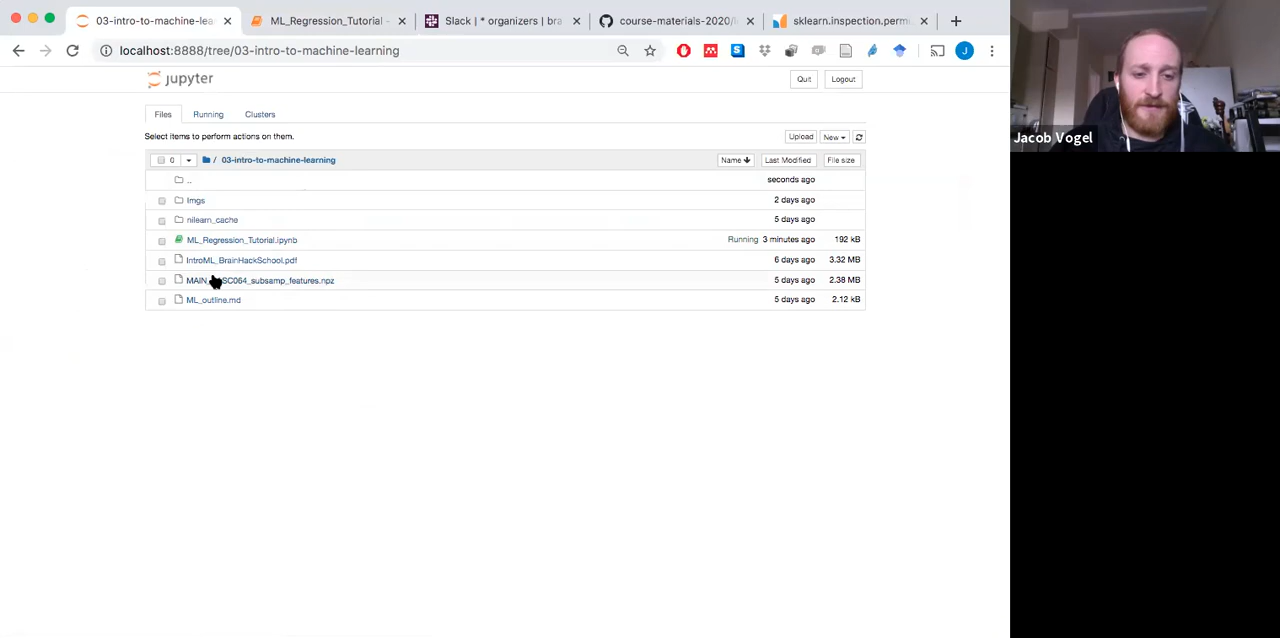 03-intro-to-machine-lea
ML_Regression_Tutorial -
Slack | * organizers | bra
course-materials-2020/
sklearn.inspection.perm
localhost:8888/tree/03-intro-to-machine-learning
J
jupyter
Quit
Logout
Files
Running
Clusters
Select items to perform actions on them.
Upload
New
0
/ 03-intro-to-machine-learning
Name
Last Modified
File size
..
seconds ago
Imgs
2 days ago
nilearn_cache
5 days ago
ML_Regression_Tutorial.ipynb
Running 3 minutes ago
192 kB
IntroML_BrainHackSchool.pdf
6 days ago
3.32 MB
MAIN SC064_subsamp_features.npz
5 days ago
2.38 MB
ML_outline.md
5 days ago
2.12 kB
Jacob Vogel